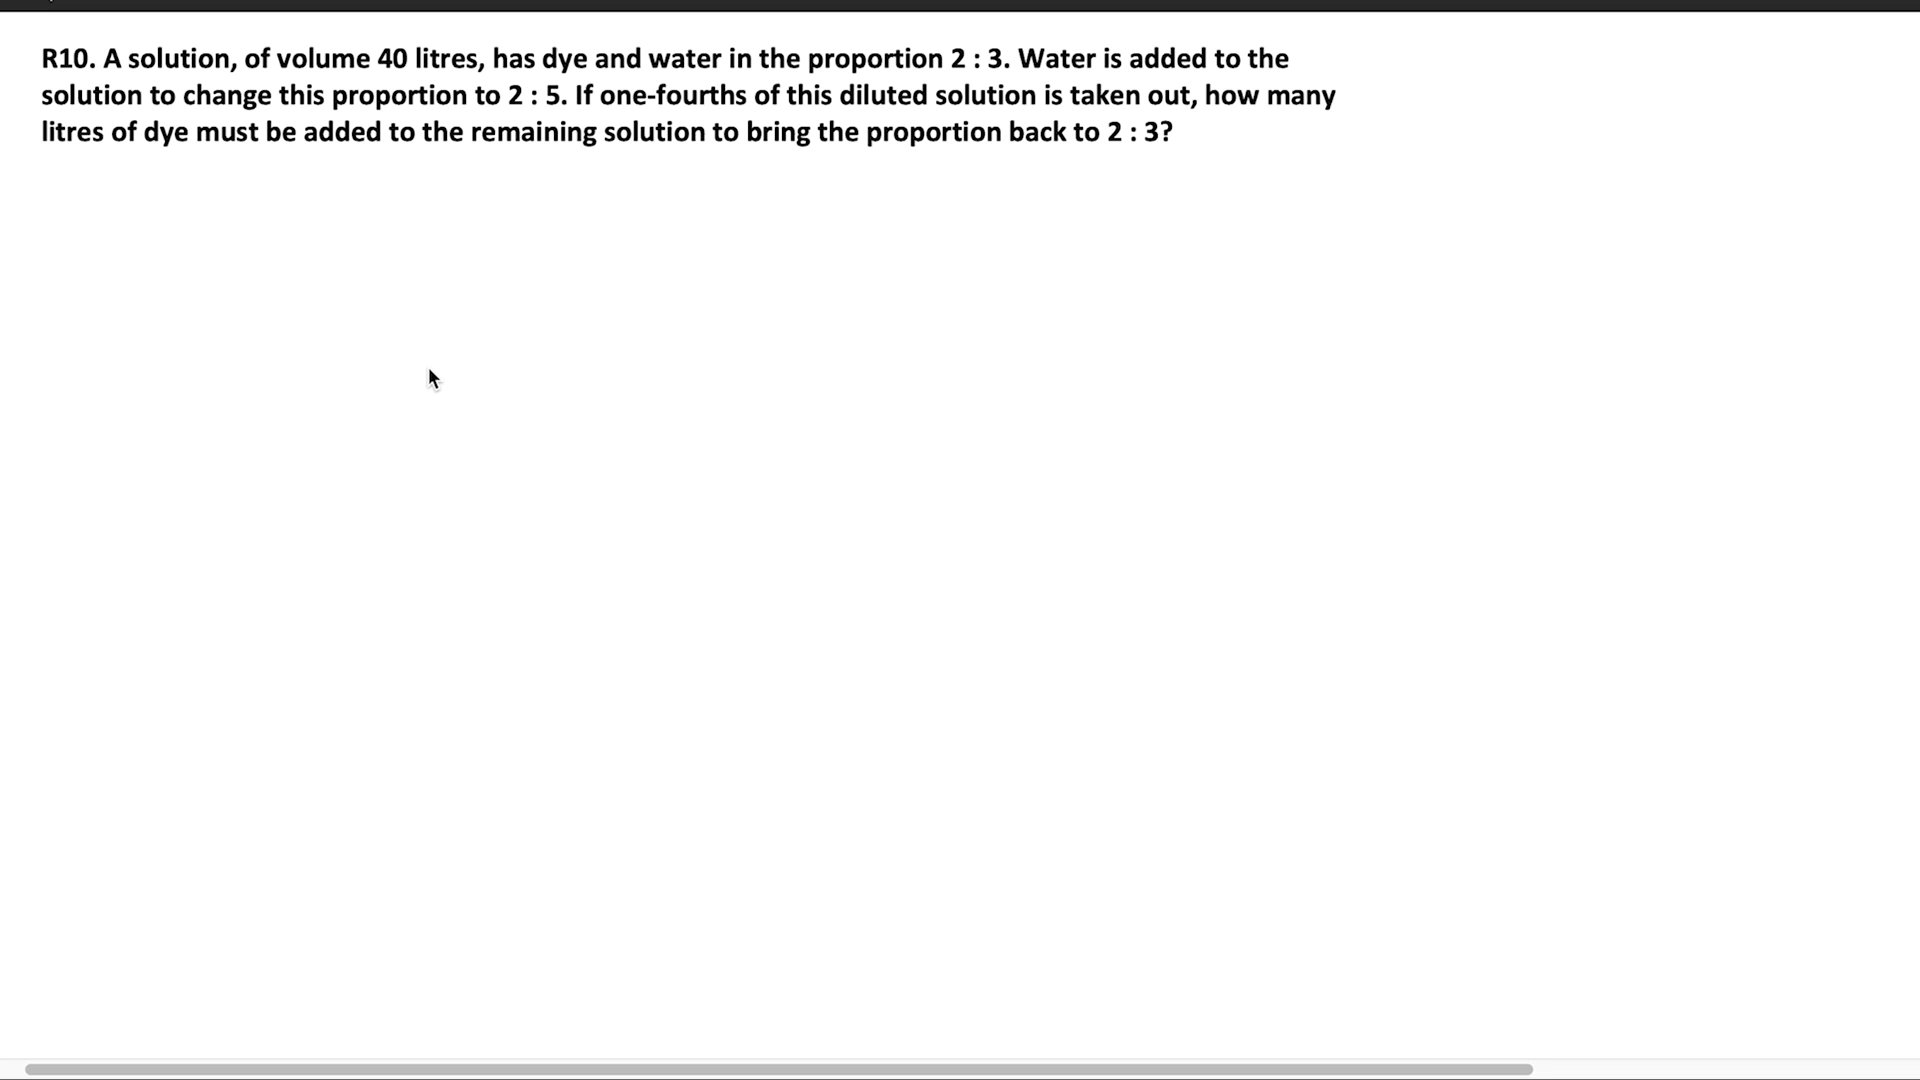 R10. A solution, of volume 40 litres, has dye and water in the proportion 2 : 3. Water is added to the
solution to change this proportion to 2 : 5. If one-fourths of this diluted solution is taken out, how many
litres of dye must be added to the remaining solution to bring the proportion back to 2 : 3?